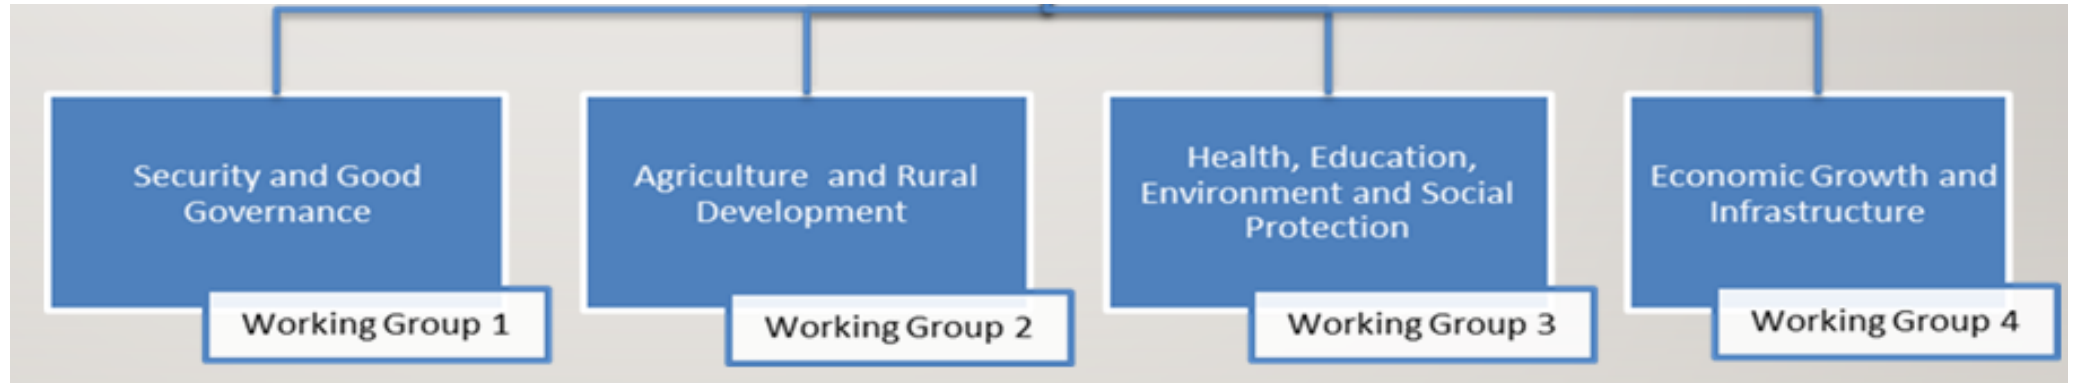 Security and Good
Governance
Working Group 1
Agriculture and Rural
Development
Working Group 2
Health, Education,
Environment and Social
Protection
Working Group 3
Economic Growth and
Infrastructure
Working Group 4